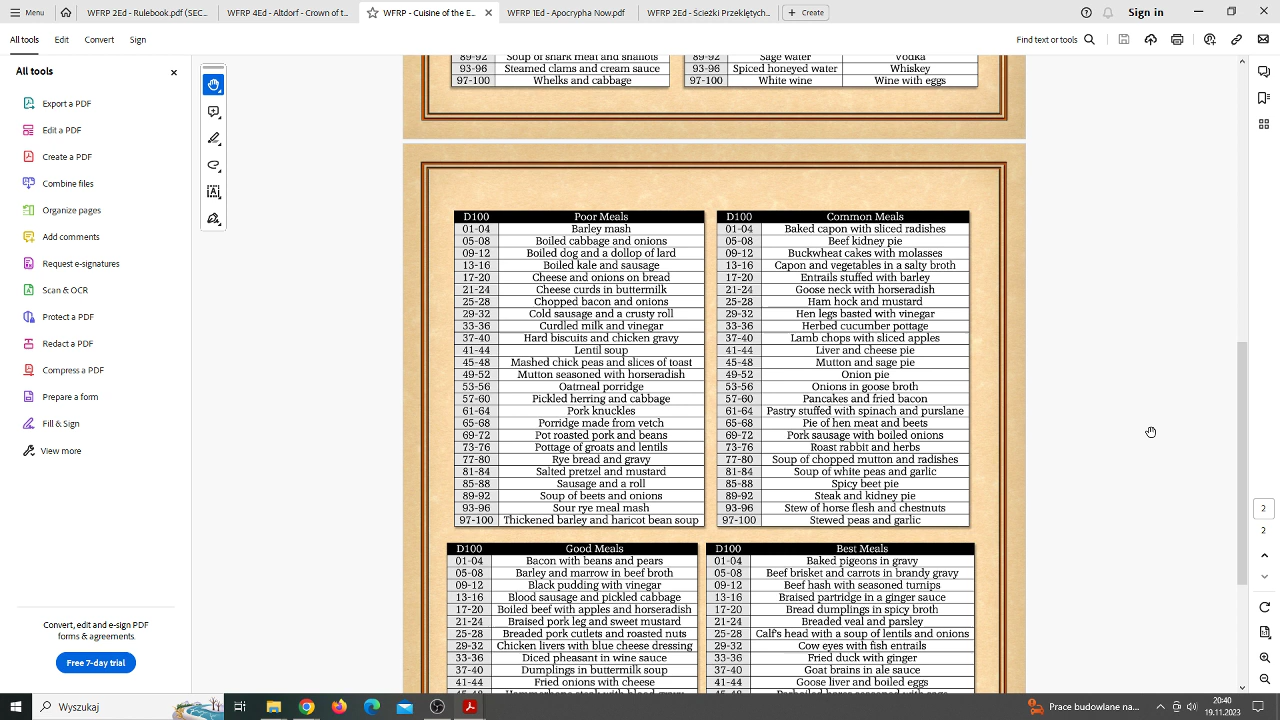 Menu
WFRP 2Ed - Rulebook.pdf (SEC...
WFRP 4Ed - Altdorf - Crown of t...
WFRP - Cuisine of the E...
WFRP 2Ed - Apocrypha Now.pdf
WFRP 2Ed - Ścieżki Przeklętych...
Create
Sign in
All tools Edit Convert Sign
Find text or tools
All tools
Export a PDF
Edit a PDF
Create a PDF
Combine files
Organize pages
Add comments
Request e-signatures
Scan & OCR
Protect a PDF
Redact a PDF
Compress a PDF
Prepare a form
Fill & Sign
View more
Convert, edit and e-sign PDF
forms & agreements.
Free 7-day trial
89-92 Soup of shark meat and shallots
93-96 Steamed clams and cream sauce
97-100 Whelks and cabbage
89-92 Sage water Vodka
93-96 Spiced honeyed water Whiskey
97-100 White wine Wine with eggs
D100 Poor Meals
01-04 Barley mash
05-08 Boiled cabbage and onions
09-12 Boiled dog and a dollop of lard
13-16 Boiled kale and sausage
17-20 Cheese and onions on bread
21-24 Cheese curds in buttermilk
25-28 Chopped bacon and onions
29-32 Cold sausage and a crusty roll
33-36 Curdled milk and vinegar
37-40 Hard biscuits and chicken gravy
41-44 Lentil soup
45-48 Mashed chick peas and slices of toast
49-52 Mutton seasoned with horseradish
53-56 Oatmeal porridge
57-60 Pickled herring and cabbage
61-64 Pork knuckles
65-68 Porridge made from vetch
69-72 Pot roasted pork and beans
73-76 Pottage of groats and lentils
77-80 Rye bread and gravy
81-84 Salted pretzel and mustard
85-88 Sausage and a roll
89-92 Soup of beets and onions
93-96 Sour rye meal mash
97-100 Thickened barley and haricot bean soup
D100 Common Meals
01-04 Baked capon with sliced radishes
05-08 Beef kidney pie
09-12 Buckwheat cakes with molasses
13-16 Capon and vegetables in a salty broth
17-20 Entrails stuffed with barley
21-24 Goose neck with horseradish
25-28 Ham hock and mustard
29-32 Hen legs basted with vinegar
33-36 Herbed cucumber pottage
37-40 Lamb chops with sliced apples
41-44 Liver and cheese pie
45-48 Mutton and sage pie
49-52 Onion pie
53-56 Onions in goose broth
57-60 Pancakes and fried bacon
61-64 Pastry stuffed with spinach and purslane
65-68 Pie of hen meat and beets
69-72 Pork sausage with boiled onions
73-76 Roast rabbit and herbs
77-80 Soup of chopped mutton and radishes
81-84 Soup of white peas and garlic
85-88 Spicy beet pie
89-92 Steak and kidney pie
93-96 Stew of horse flesh and chestnuts
97-100 Stewed peas and garlic
D100 Good Meals
01-04 Bacon with beans and pears
05-08 Barley and marrow in beef broth
09-12 Black pudding with vinegar
13-16 Blood sausage and pickled cabbage
17-20 Boiled beef with apples and horseradish
21-24 Braised pork leg and sweet mustard
25-28 Breaded pork cutlets and roasted nuts
29-32 Chicken livers with blue cheese dressing
33-36 Diced pheasant in wine sauce
37-40 Dumplings in buttermilk soup
41-44 Fried onions with cheese
D100 Best Meals
01-04 Baked pigeons in gravy
05-08 Beef brisket and carrots in brandy gravy
09-12 Beef hash with seasoned turnips
13-16 Braised partridge in a ginger sauce
17-20 Bread dumplings in spicy broth
21-24 Breaded veal and parsley
25-28 Calf's head with a soup of lentils and onions
29-32 Cow eyes with fish entrails
33-36 Fried duck with ginger
37-40 Goat brains in ale sauce
41-44 Goose liver and boiled eggs
2
2
Wyszukaj
Prace budowlane na...
20:40
19.11.2023